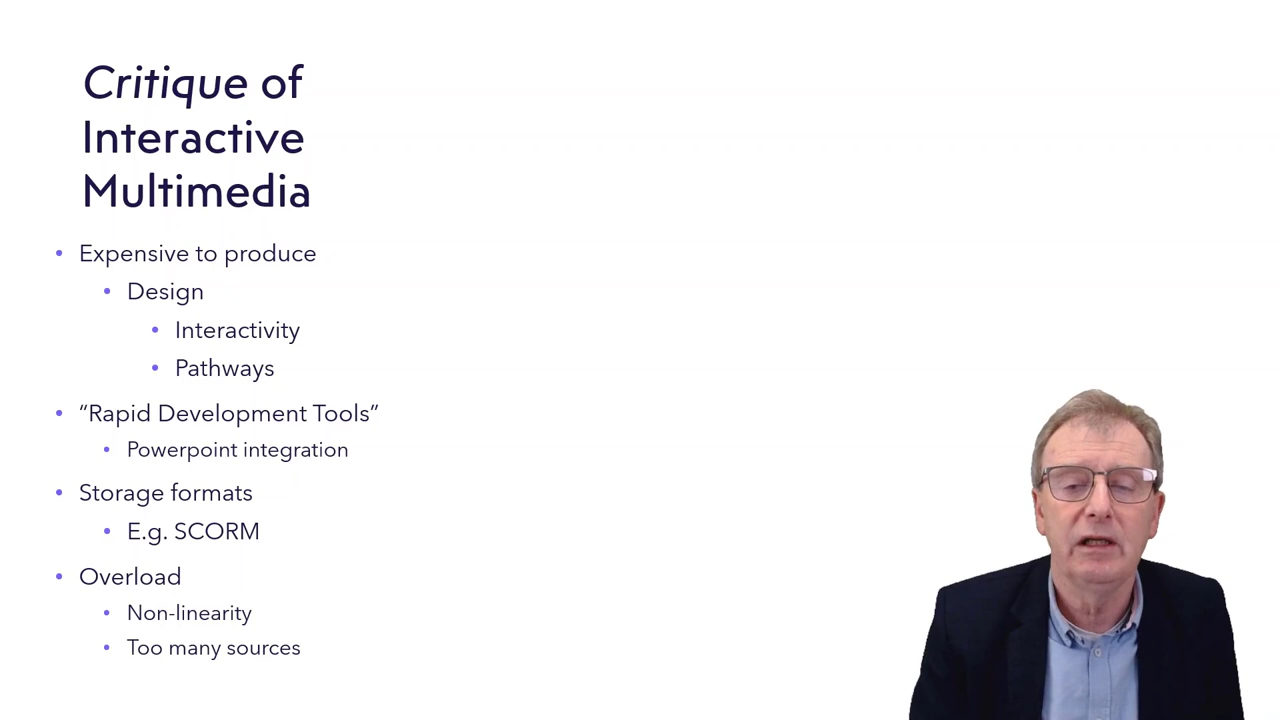 Critique of
Interactive
Multimedia
• Expensive to produce
• Design
• Interactivity
• Pathways
• “Rapid Development Tools”
• Powerpoint integration
• Storage formats
• E.g. SCORM
• Overload
• Non-linearity
• Too many sources